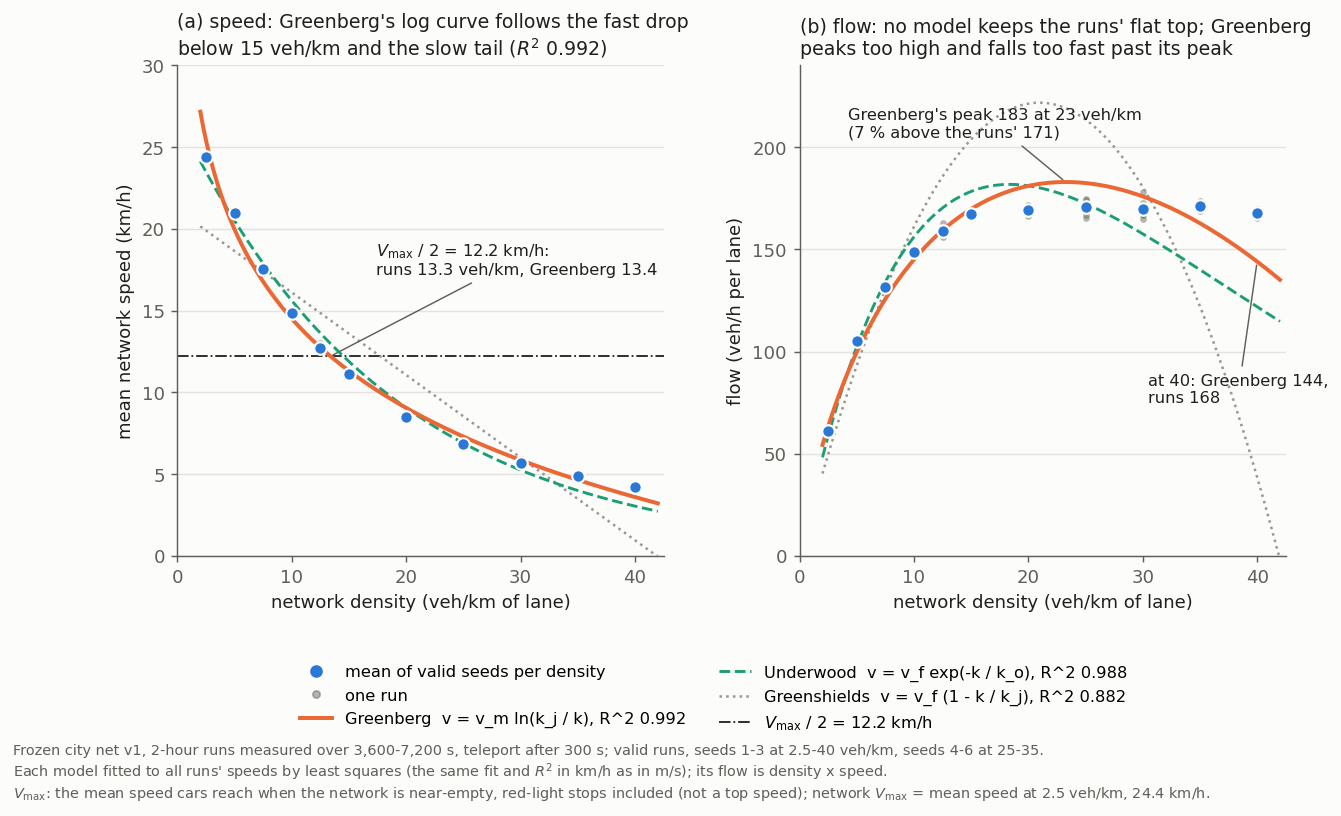 (a) speed: Greenberg's log curve follows the fast drop
below 15 veh/km and the slow tail (R² 0.992)
30
25
20
15
10
5
0
mean network speed (km/h)
V_max / 2 = 12.2 km/h:
runs 13.3 veh/km, Greenberg 13.4
0
10
20
30
40
network density (veh/km of lane)
(b) flow: no model keeps the runs' flat top; Greenberg
peaks too high and falls too fast past its peak
200
150
100
50
0
flow (veh/h per lane)
Greenberg's peak 183 at 23 veh/km
(7 % above the runs' 171)
at 40: Greenberg 144,
runs 168
0
10
20
30
40
network density (veh/km of lane)
mean of valid seeds per density
one run
Greenberg  v = v_m ln(k_j / k), R^2 0.992
Underwood  v = v_f exp(-k / k_o), R^2 0.988
Greenshields  v = v_f (1 - k / k_j), R^2 0.882
V_max / 2 = 12.2 km/h
Frozen city net v1, 2-hour runs measured over 3,600-7,200 s, teleport after 300 s; valid runs, seeds 1-3 at 2.5-40 veh/km, seeds 4-6 at 25-35.
Each model fitted to all runs' speeds by least squares (the same fit and R² in km/h as in m/s); its flow is density x speed.
V_max: the mean speed cars reach when the network is near-empty, red-light stops included (not a top speed); network V_max = mean speed at 2.5 veh/km, 24.4 km/h.